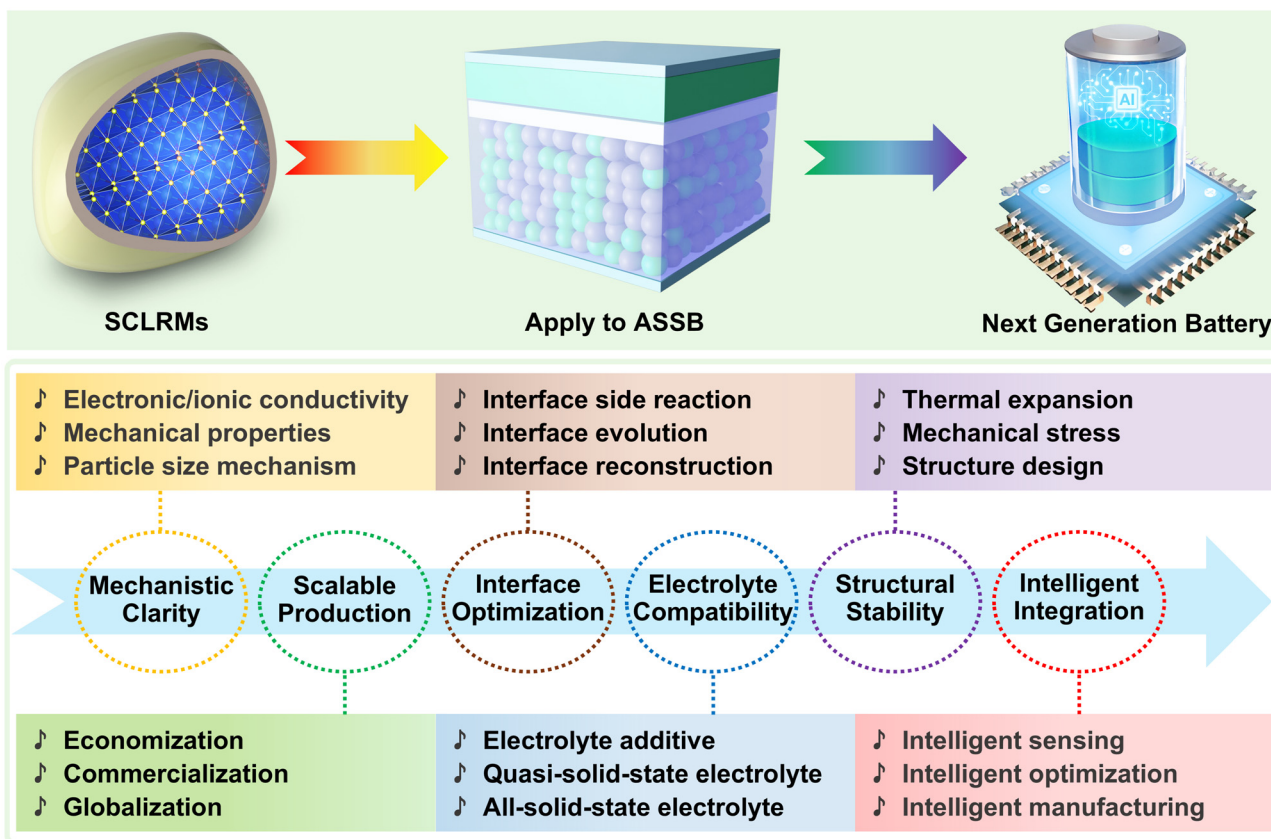 AI
SCLRMs
Apply to ASSB
Next Generation Battery
♪ Electronic/ionic conductivity
♪ Mechanical properties
♪ Particle size mechanism
♪ Interface side reaction
♪ Interface evolution
♪ Interface reconstruction
♪ Thermal expansion
♪ Mechanical stress
♪ Structure design
Mechanistic
Clarity
Scalable
Production
Interface
Optimization
Electrolyte
Compatibility
Structural
Stability
Intelligent
Integration
♪ Economization
♪ Commercialization
♪ Globalization
♪ Electrolyte additive
♪ Quasi-solid-state electrolyte
♪ All-solid-state electrolyte
♪ Intelligent sensing
♪ Intelligent optimization
♪ Intelligent manufacturing